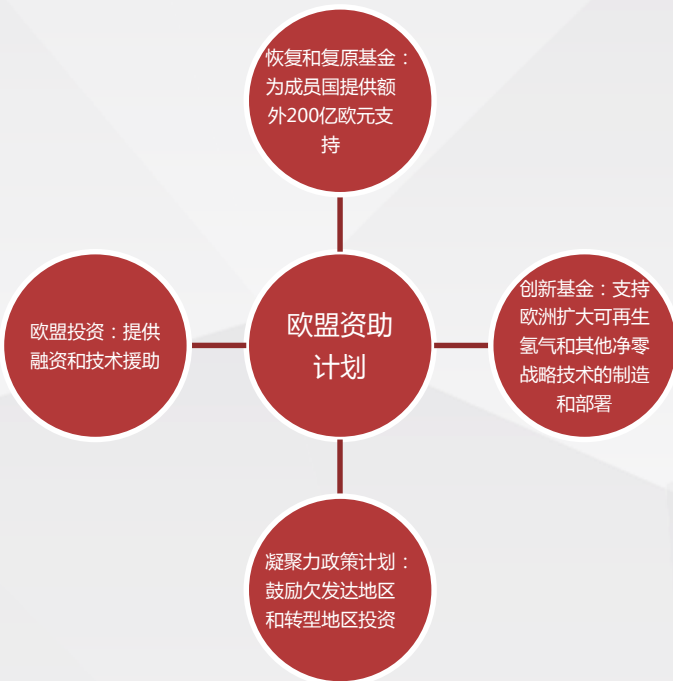 恢复和复原基金：
为成员国提供额
外200亿欧元支
持
欧盟投资：提供
融资和技术援助
欧盟资助
计划
创新基金：支持
欧洲扩大可再生
氢气和其他净零
战略技术的制造
和部署
凝聚力政策计划：
鼓励欠发达地区
和转型地区投资